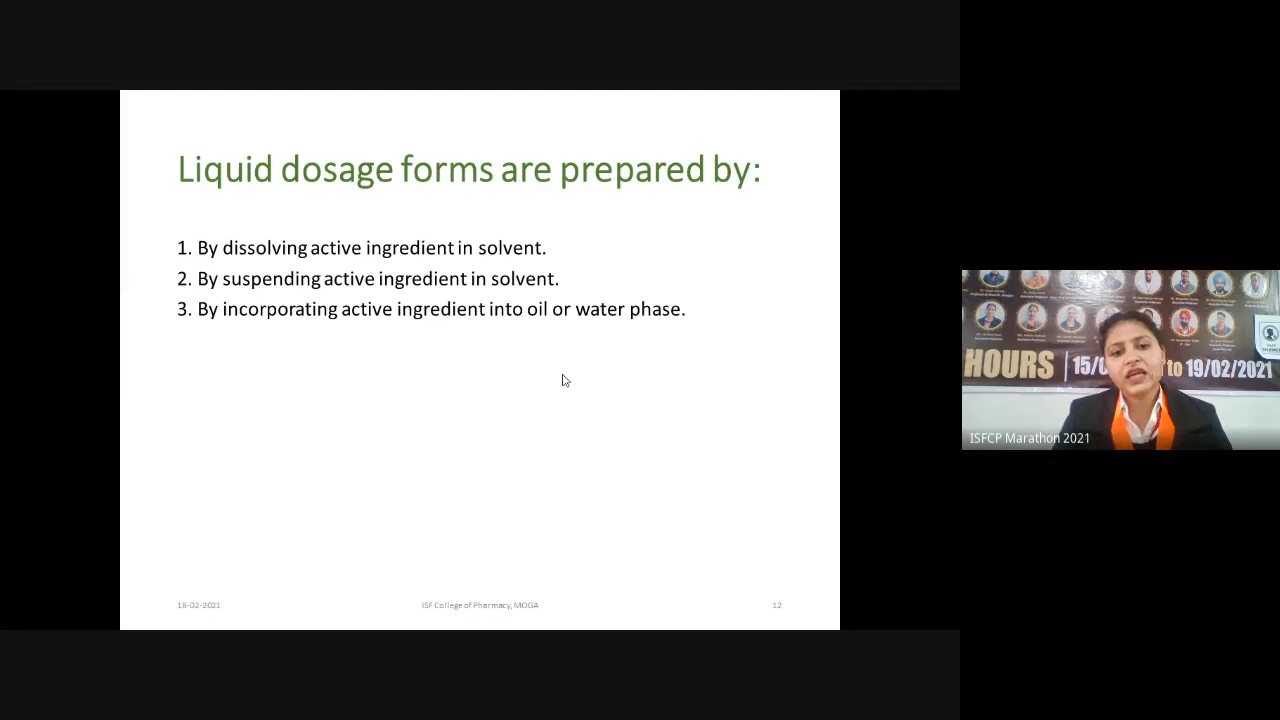 Liquid dosage forms are prepared by:
1. By dissolving active ingredient in solvent.
2. By suspending active ingredient in solvent.
3. By incorporating active ingredient into oil or water phase.
18-02-2021
ISF College of Pharmacy, MOGA
12
HOURS
15/0
to 19/02/2021
ISFCP Marathon 2021